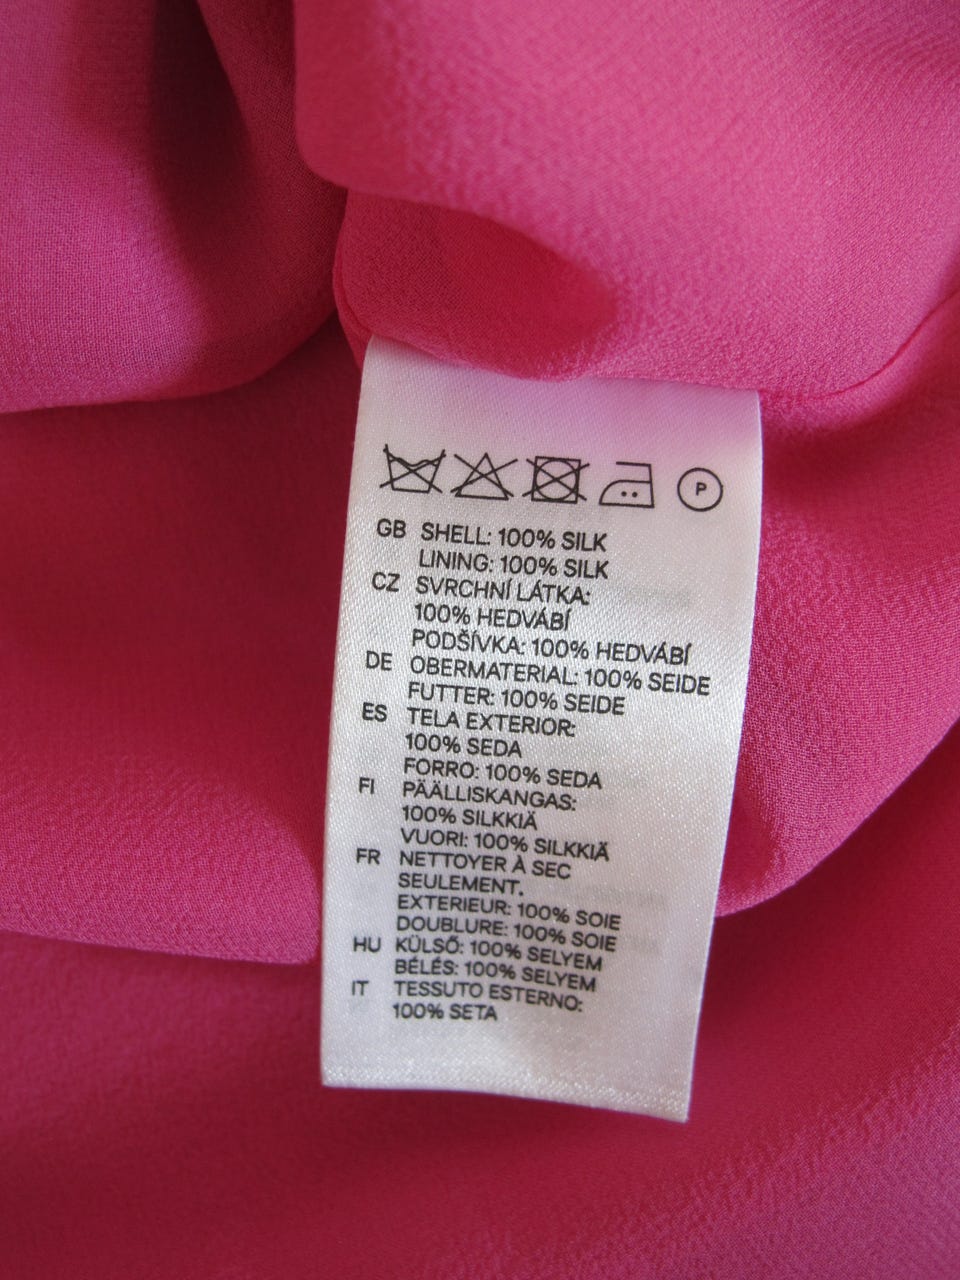 P
GB SHELL: 100% SILK
LINING: 100% SILK
CZ SVRCHNÍ LÁTKA:
100% HEDVÁBÍ
PODŠÍVKA: 100% HEDVÁBÍ
DE OBERMATERIAL: 100% SEIDE
FUTTER: 100% SEIDE
ES TELA EXTERIOR:
100% SEDA
FORRO: 100% SEDA
FI PÄÄLLISKANGAS:
100% SILKKIÄ
VUORI: 100% SILKKIÄ
FR NETTOYER À SEC
SEULEMENT.
EXTERIEUR: 100% SOIE
DOUBLURE: 100% SOIE
HU KÜLSŐ: 100% SELYEM
BÉLÉS: 100% SELYEM
IT TESSUTO ESTERNO:
100% SETA